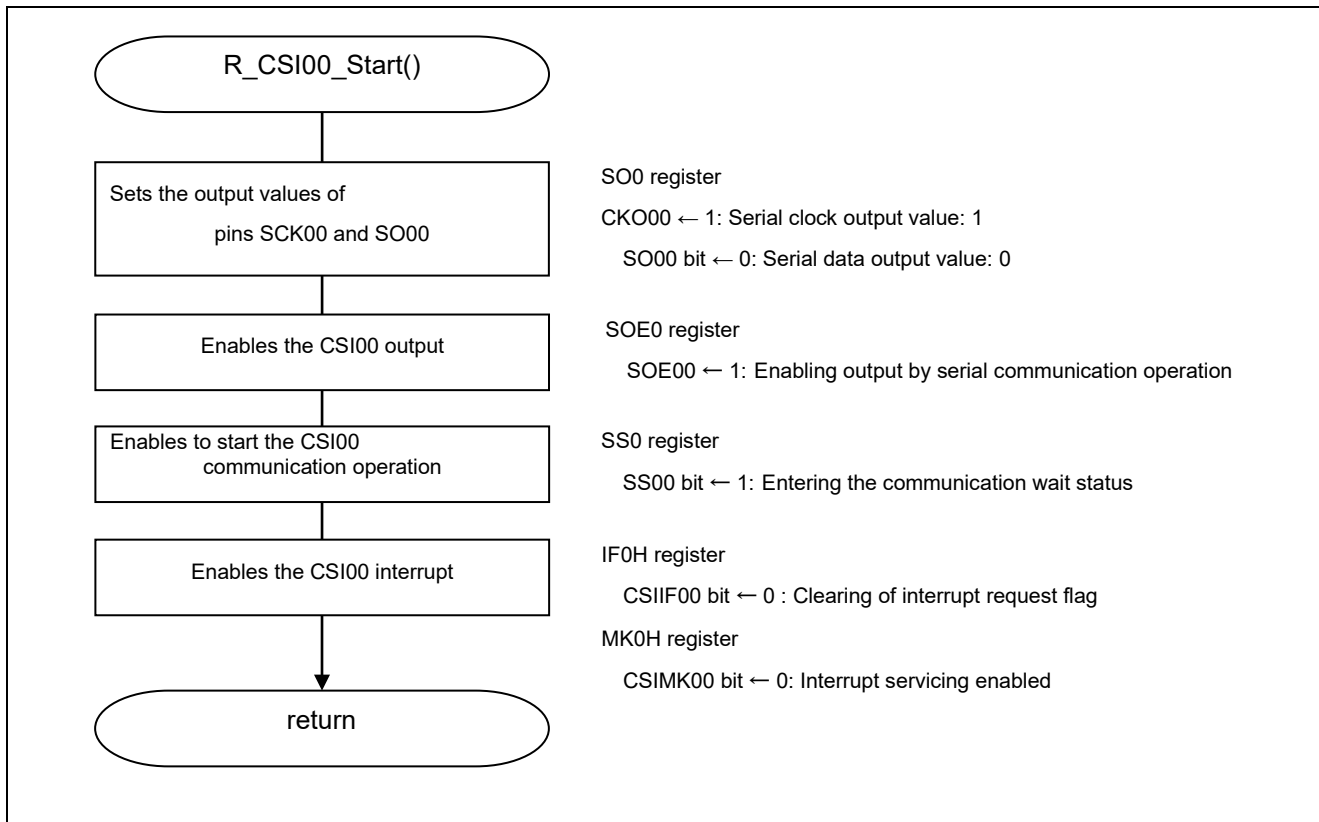 R_CSI00_Start()
Sets the output values of
pins SCK00 and SO00
SO0 register
CKO00 ← 1: Serial clock output value: 1
SO00 bit ← 0: Serial data output value: 0
Enables the CSI00 output
SOE0 register
SOE00 ← 1: Enabling output by serial communication operation
Enables to start the CSI00
communication operation
SS0 register
SS00 bit ← 1: Entering the communication wait status
Enables the CSI00 interrupt
IF0H register
CSIIF00 bit ← 0 : Clearing of interrupt request flag
MK0H register
CSIMK00 bit ← 0: Interrupt servicing enabled
return